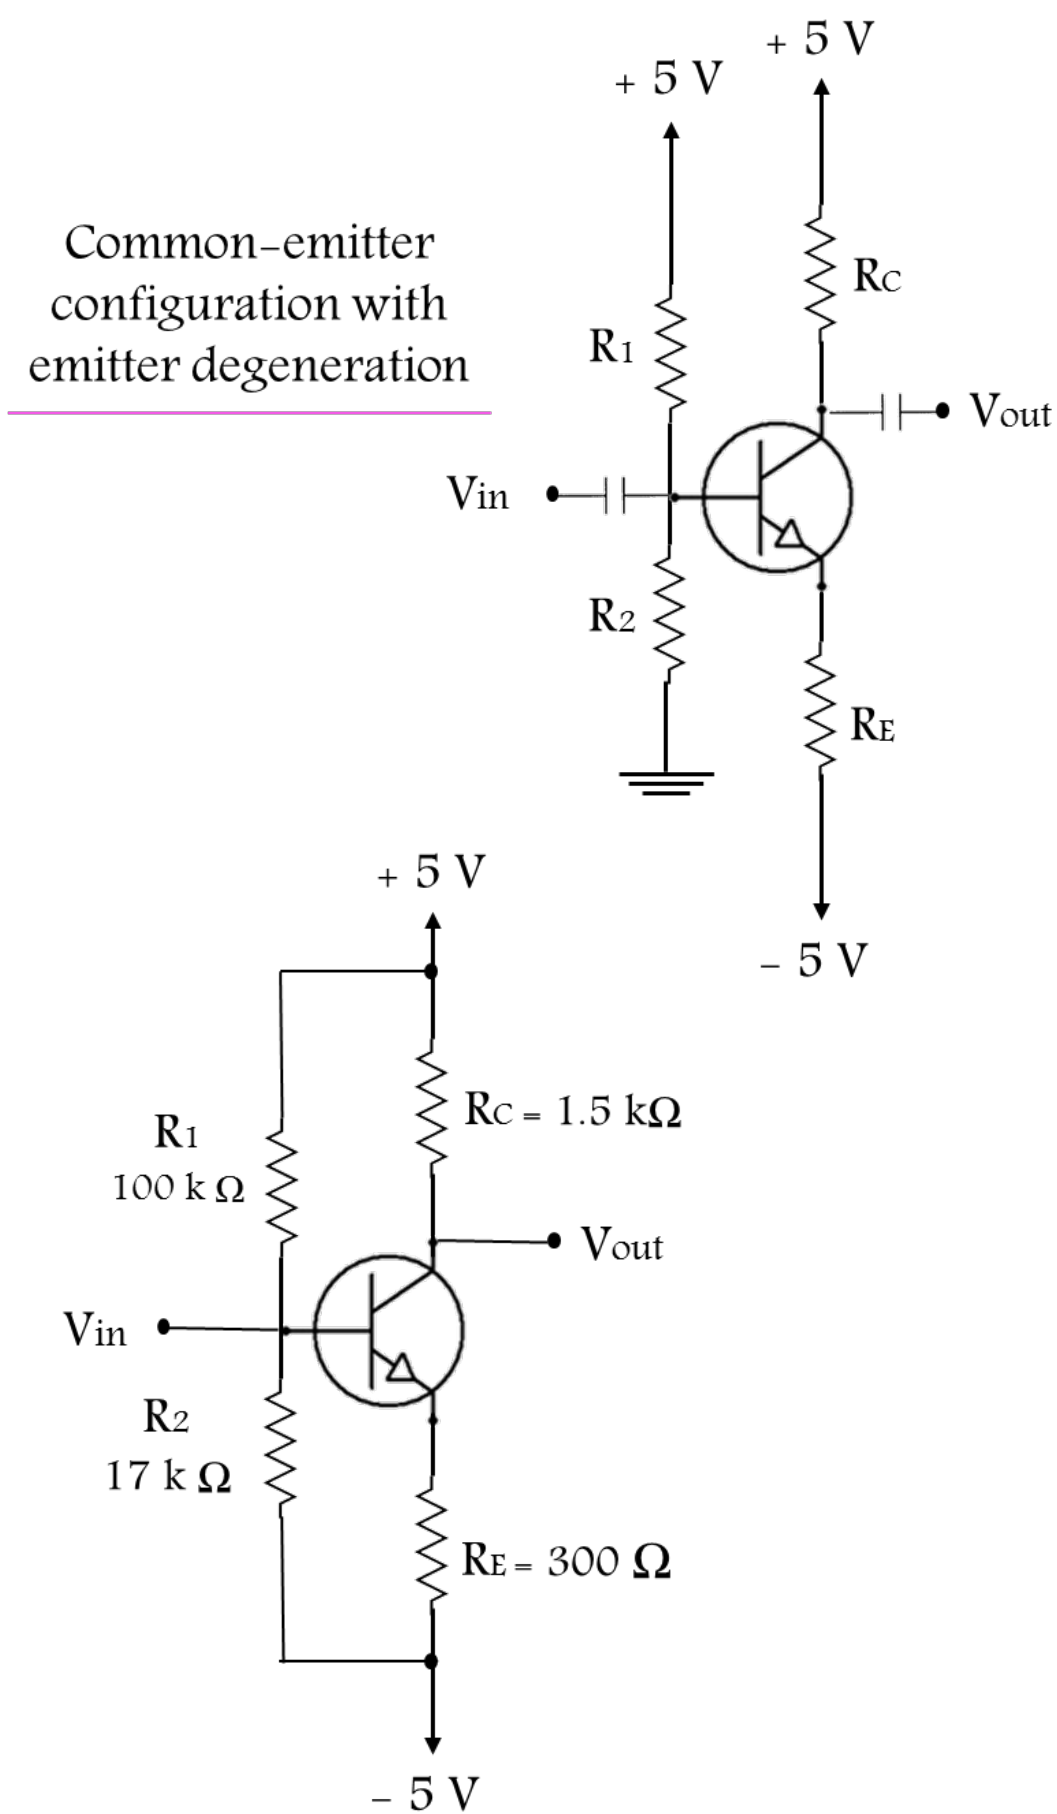 + 5 V
+ 5 V
Common-emitter
configuration with
emitter degeneration
RC
R1
Vout
Vin
R2
RE
- 5 V
+ 5 V
RC = 1.5 kΩ
R1
100 k Ω
Vout
Vin
R2
17 k Ω
RE = 300 Ω
- 5 V